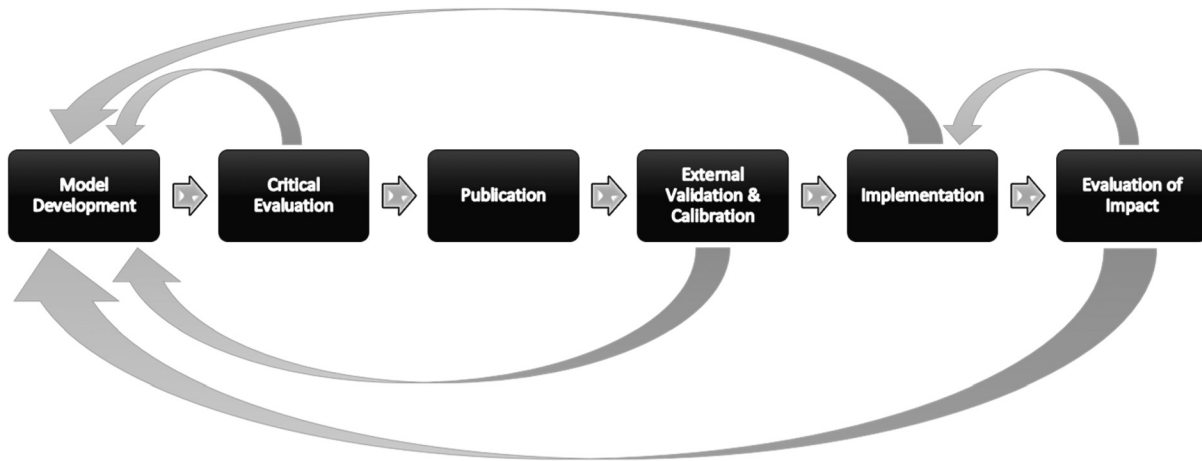 Model
Development
Critical
Evaluation
Publication
External
Validation &
Calibration
Implementation
Evaluation of
Impact